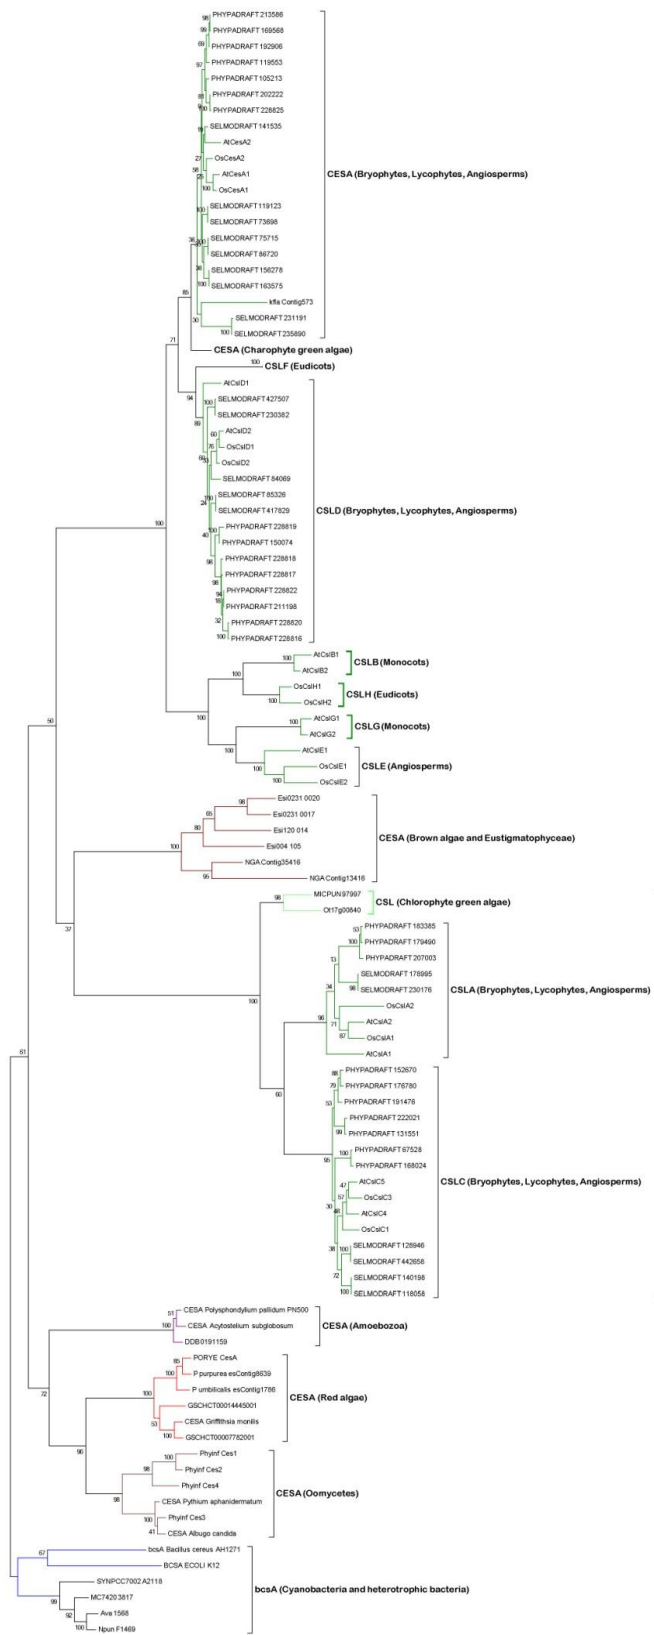 PHYPADRAFT 213586
PHYPADRAFT 169568
PHYPADRAFT 192906
PHYPADRAFT 119553
PHYPADRAFT 105213
PHYPADRAFT 202222
PHYPADRAFT 228825
SELMODRAFT 141535
AtCesA2
OsCesA2
AtCesA1
OsCesA1
SELMODRAFT 119123
SELMODRAFT 73698
SELMODRAFT 75715
SELMODRAFT 86720
SELMODRAFT 156278
SELMODRAFT 163575
kfla Contig573
SELMODRAFT 231191
SELMODRAFT 235890
CESA (Bryophytes, Lycophytes, Angiosperms)
CESA (Charophyte green algae)
CSLF (Eudicots)
AtCslD1
SELMODRAFT 427507
SELMODRAFT 230382
AtCslD2
OsCslD1
OsCslD2
SELMODRAFT 84069
SELMODRAFT 85326
SELMODRAFT 417829
PHYPADRAFT 228819
PHYPADRAFT 150074
PHYPADRAFT 228818
PHYPADRAFT 228817
PHYPADRAFT 228822
PHYPADRAFT 211198
PHYPADRAFT 228820
PHYPADRAFT 228816
CSLD (Bryophytes, Lycophytes, Angiosperms)
AtCslB1
AtCslB2
CSLB (Monocots)
OsCslH1
OsCslH2
CSLH (Eudicots)
AtCslG1
AtCslG2
CSLG (Monocots)
AtCslE1
OsCslE1
OsCslE2
CSLE (Angiosperms)
Esi0231 0020
Esi0231 0017
Esi120 014
Esi004 105
NGA Contig35416
NGA Contig13416
CESA (Brown algae and Eustigmatophyceae)
MICPUN 97997
Ot17g00840
CSL (Chlorophyte green algae)
PHYPADRAFT 183385
PHYPADRAFT 179490
PHYPADRAFT 207003
SELMODRAFT 178995
SELMODRAFT 230176
OsCslA2
AtCslA2
OsCslA1
AtCslA1
CSLA (Bryophytes, Lycophytes, Angiosperms)
PHYPADRAFT 152670
PHYPADRAFT 176780
PHYPADRAFT 191476
PHYPADRAFT 222021
PHYPADRAFT 131551
PHYPADRAFT 67528
PHYPADRAFT 168024
AtCslC5
OsCslC3
AtCslC4
OsCslC1
SELMODRAFT 128946
SELMODRAFT 442658
SELMODRAFT 140198
SELMODRAFT 118058
CSLC (Bryophytes, Lycophytes, Angiosperms)
CESA Polysphondylium pallidum PN500
CESA Acytostelium subglobosum
DDB0191159
CESA (Amoebozoa)
PORYE CesA
P purpurea esContig8639
P umbilicalis esContig1786
GSCHCT00014445001
CESA Griffithsia monilis
GSCHCT00007782001
CESA (Red algae)
Phyinf Ces1
Phyinf Ces2
Phyinf Ces4
CESA Pythium aphanidermatum
Phyinf Ces3
CESA Albugo candida
CESA (Oomycetes)
bcsA Bacillus cereus AH1271
BCSA ECOLI K12
SYNPCC7002 A2118
MC7420 3817
Ava 1568
Npun F1469
bcsA (Cyanobacteria and heterotrophic bacteria)